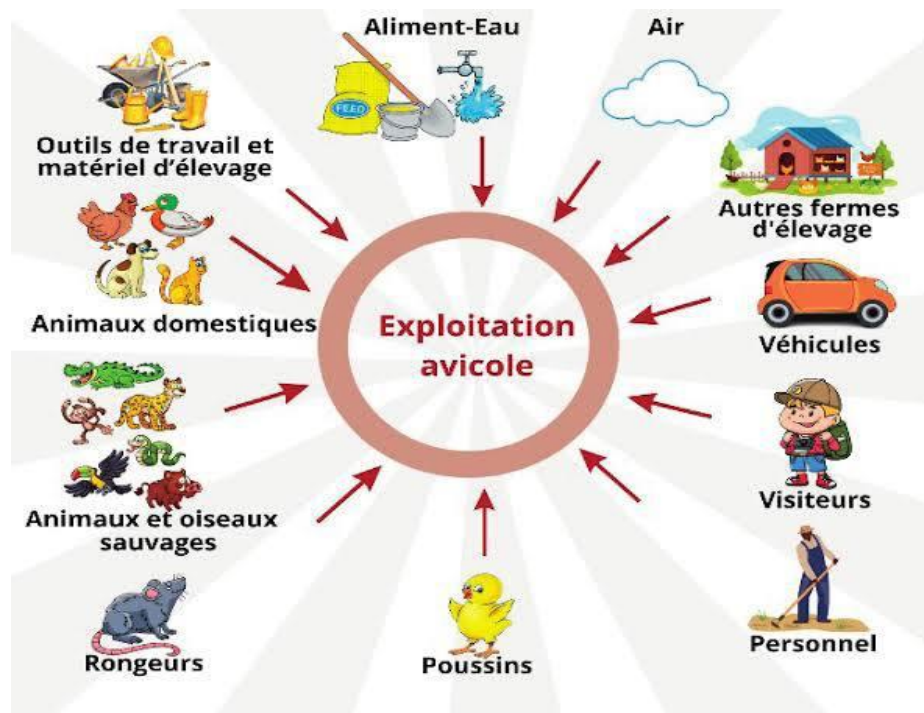 Aliment-Eau
Air
FEED
Outils de travail et
matériel d'élevage
Autres fermes
d'élevage
Animaux domestiques
Exploitation
avicole
Véhicules
Visiteurs
Animaux et oiseaux
sauvages
Personnel
Rongeurs
Poussins